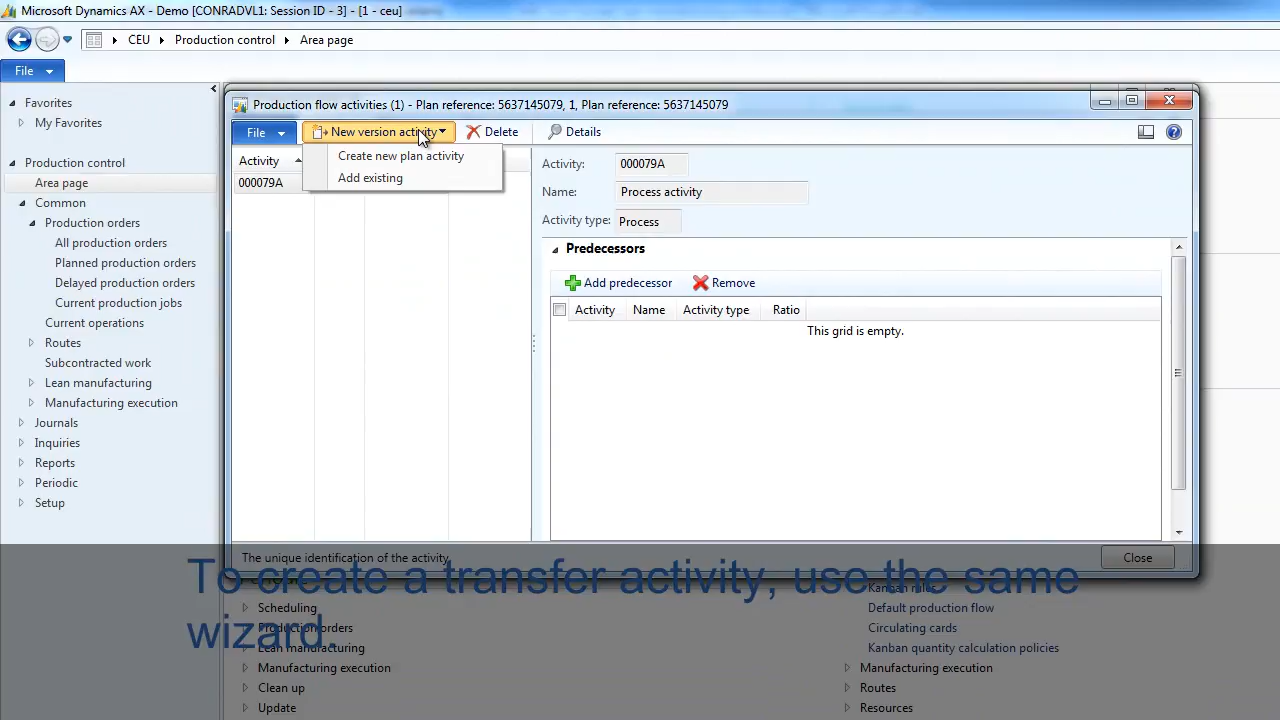 Microsoft Dynamics AX - Demo [CONRADVL1: Session ID - 3] - [1 - ceu]
CEU Production control Area page
File
Favorites
My Favorites
Production control
Area page
Common
Production orders
All production orders
Planned production orders
Delayed production orders
Current production jobs
Current operations
Routes
Subcontracted work
Lean manufacturing
Manufacturing execution
Journals
Inquiries
Reports
Periodic
Setup
Production flow activities (1) - Plan reference: 5637145079, 1, Plan reference: 5637145079
File New version activity Delete Details
Create new plan activity
Add existing
Activity
000079A
Activity: 000079A
Name: Process activity
Activity type: Process
Predecessors
Add predecessor Remove
Activity Name Activity type Ratio
This grid is empty.
The unique identification of the activity.
Close
To create a transfer activity, use the same
wizard.
Scheduling
Production orders
Lean manufacturing
Manufacturing execution
Clean up
Update
Kanban rules
Default production flow
Circulating cards
Kanban quantity calculation policies
Manufacturing execution
Routes
Resources